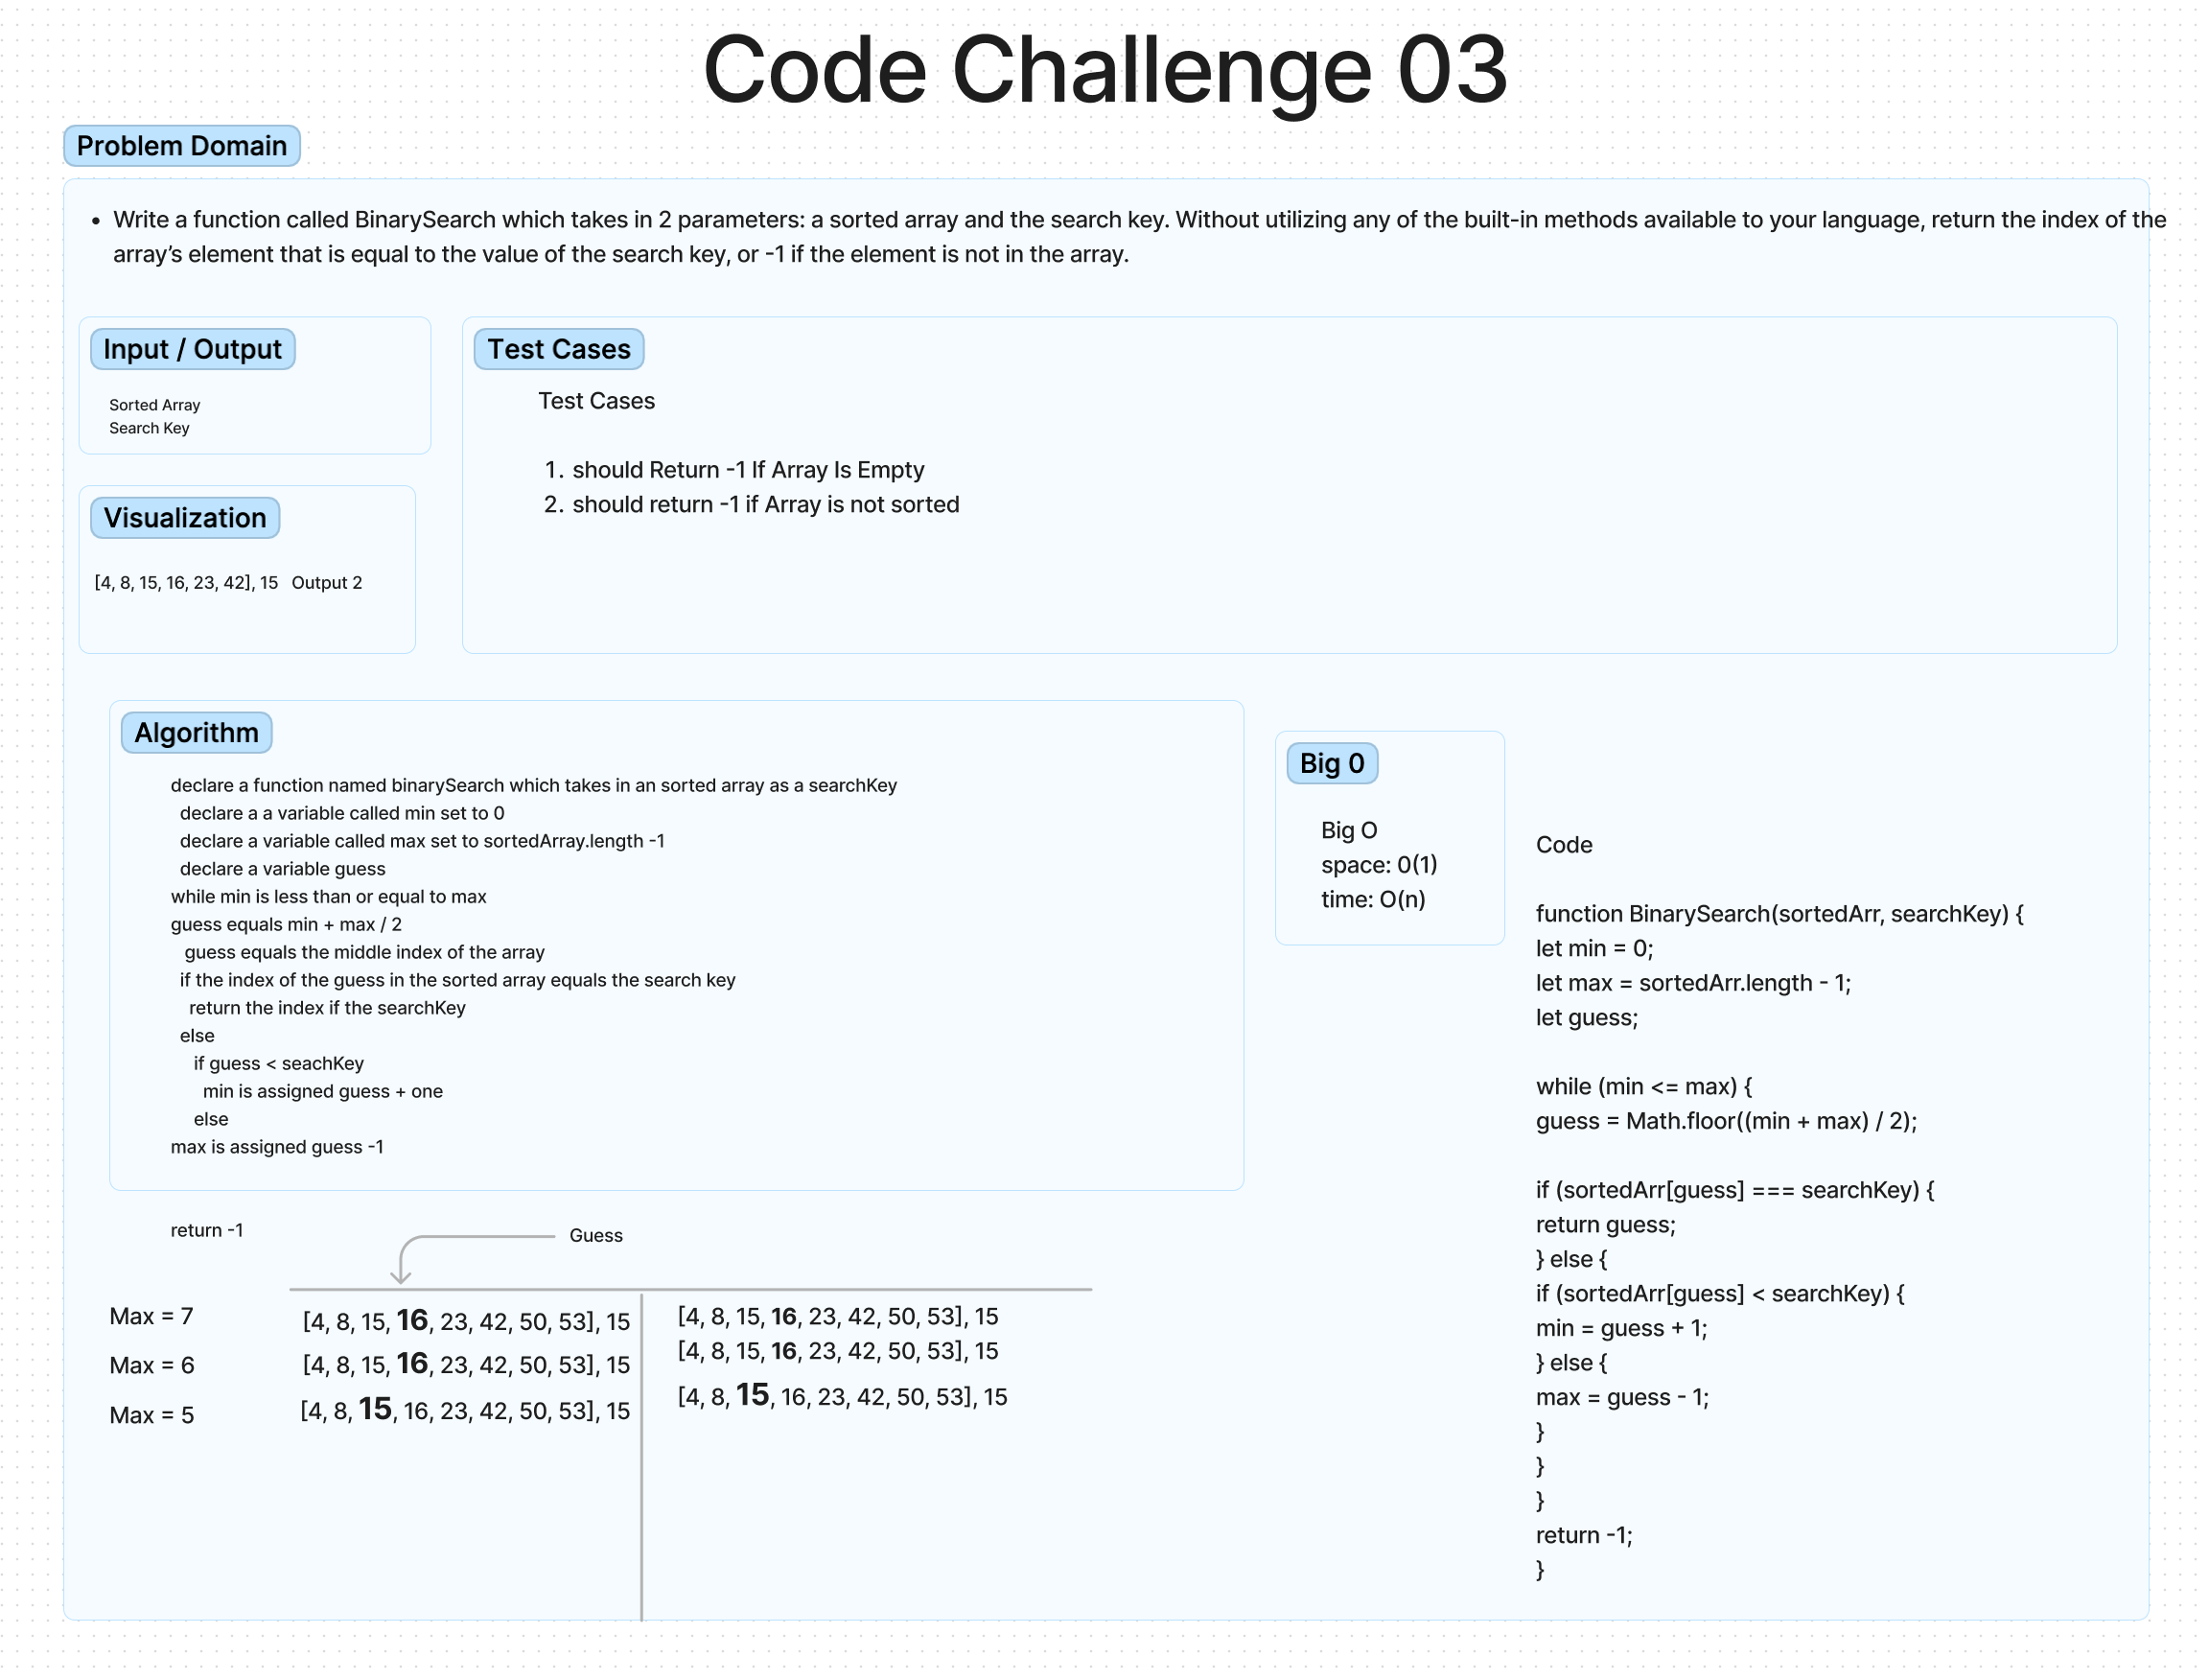 Code Challenge 03
Problem Domain
• Write a function called BinarySearch which takes in 2 parameters: a sorted array and the search key. Without utilizing any of the built-in methods available to your language, return the index of the
array’s element that is equal to the value of the search key, or -1 if the element is not in the array.
Input / Output
Sorted Array
Search Key
Test Cases
Test Cases
1. should Return -1 If Array Is Empty
2. should return -1 if Array is not sorted
Visualization
[4, 8, 15, 16, 23, 42], 15 Output 2
Algorithm
declare a function named binarySearch which takes in an sorted array as a searchKey
declare a a variable called min set to 0
declare a variable called max set to sortedArray.length -1
declare a variable guess
while min is less than or equal to max
guess equals min + max / 2
guess equals the middle index of the array
if the index of the guess in the sorted array equals the search key
return the index if the searchKey
else
if guess < seachKey
min is assigned guess + one
else
max is assigned guess -1
return -1
Big 0
Big O
space: 0(1)
time: O(n)
Code
function BinarySearch(sortedArr, searchKey) {
let min = 0;
let max = sortedArr.length - 1;
let guess;
while (min <= max) {
guess = Math.floor((min + max) / 2);
if (sortedArr[guess] === searchKey) {
return guess;
} else {
if (sortedArr[guess] < searchKey) {
min = guess + 1;
} else {
max = guess - 1;
}
}
}
return -1;
}
Guess
Max = 7
[4, 8, 15, 16, 23, 42, 50, 53], 15
[4, 8, 15, 16, 23, 42, 50, 53], 15
Max = 6
[4, 8, 15, 16, 23, 42, 50, 53], 15
[4, 8, 15, 16, 23, 42, 50, 53], 15
Max = 5
[4, 8, 15, 16, 23, 42, 50, 53], 15
[4, 8, 15, 16, 23, 42, 50, 53], 15